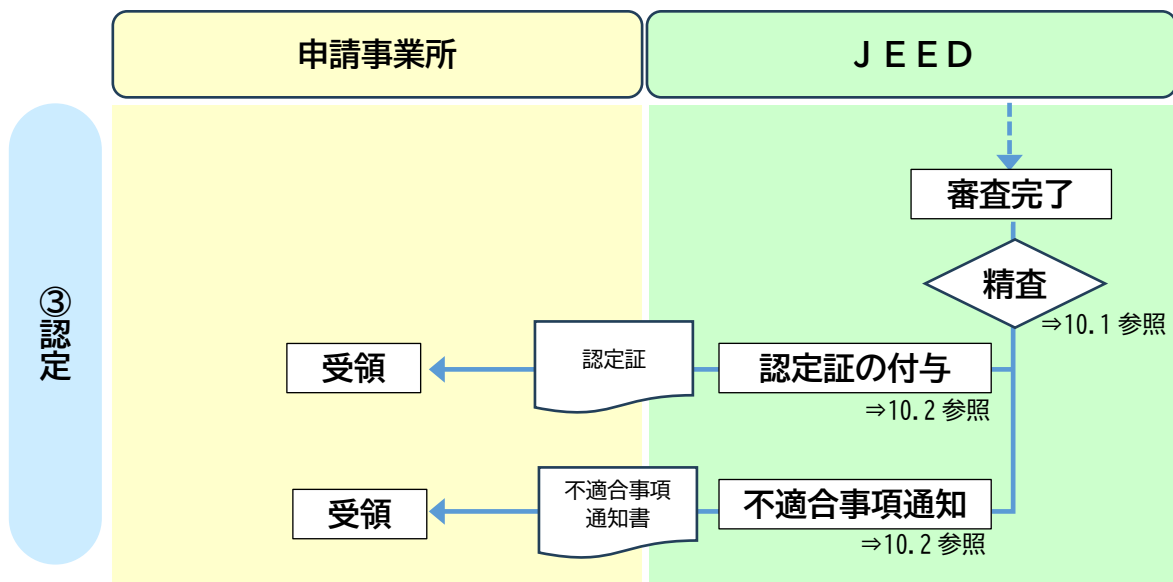 申請事業所
ＪＥＥＤ
③認定
審査完了
精査
⇒10.1 参照
受領
認定証
認定証の付与
⇒10.2 参照
受領
不適合事項
通知書
不適合事項通知
⇒10.2 参照